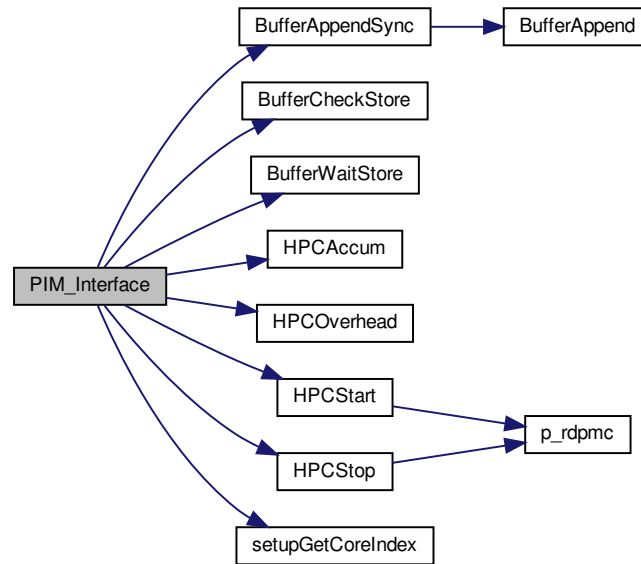 BufferAppendSync
BufferAppend
BufferCheckStore
BufferWaitStore
HPCAccum
PIM_Interface
HPCOverhead
HPCStart
p_rdpmc
HPCStop
setupGetCoreIndex